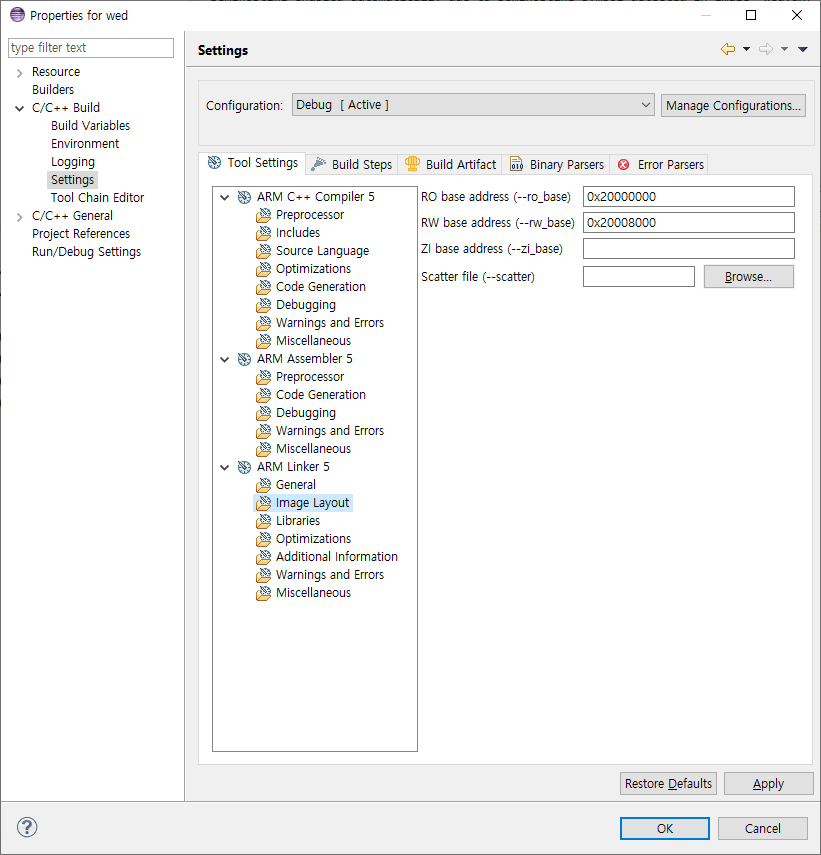 Properties for wed
type filter text
Resource
Builders
C/C++ Build
Build Variables
Environment
Logging
Settings
Tool Chain Editor
C/C++ General
Project References
Run/Debug Settings
Settings
Configuration: Debug [ Active ] Manage Configurations...
Tool Settings Build Steps Build Artifact Binary Parsers Error Parsers
ARM C++ Compiler 5
Preprocessor
Includes
Source Language
Optimizations
Code Generation
Debugging
Warnings and Errors
Miscellaneous
ARM Assembler 5
Preprocessor
Code Generation
Debugging
Warnings and Errors
Miscellaneous
ARM Linker 5
General
Image Layout
Libraries
Optimizations
Additional Information
Warnings and Errors
Miscellaneous
RO base address (--ro_base) 0x20000000
RW base address (--rw_base) 0x20008000
ZI base address (--zi_base)
Scatter file (--scatter) Browse...
Restore Defaults Apply
? OK Cancel